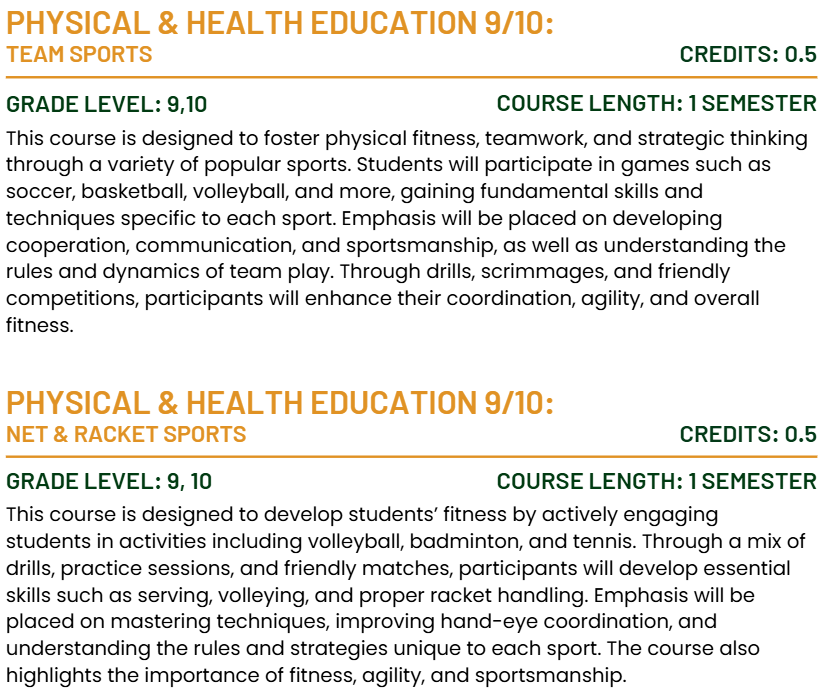 PHYSICAL & HEALTH EDUCATION 9/10:
TEAM SPORTS CREDITS: 0.5
GRADE LEVEL: 9,10 COURSE LENGTH: 1 SEMESTER
This course is designed to foster physical fitness, teamwork, and strategic thinking
through a variety of popular sports. Students will participate in games such as
soccer, basketball, volleyball, and more, gaining fundamental skills and
techniques specific to each sport. Emphasis will be placed on developing
cooperation, communication, and sportsmanship, as well as understanding the
rules and dynamics of team play. Through drills, scrimmages, and friendly
competitions, participants will enhance their coordination, agility, and overall
fitness.
PHYSICAL & HEALTH EDUCATION 9/10:
NET & RACKET SPORTS CREDITS: 0.5
GRADE LEVEL: 9, 10 COURSE LENGTH: 1 SEMESTER
This course is designed to develop students’ fitness by actively engaging
students in activities including volleyball, badminton, and tennis. Through a mix of
drills, practice sessions, and friendly matches, participants will develop essential
skills such as serving, volleying, and proper racket handling. Emphasis will be
placed on mastering techniques, improving hand-eye coordination, and
understanding the rules and strategies unique to each sport. The course also
highlights the importance of fitness, agility, and sportsmanship.